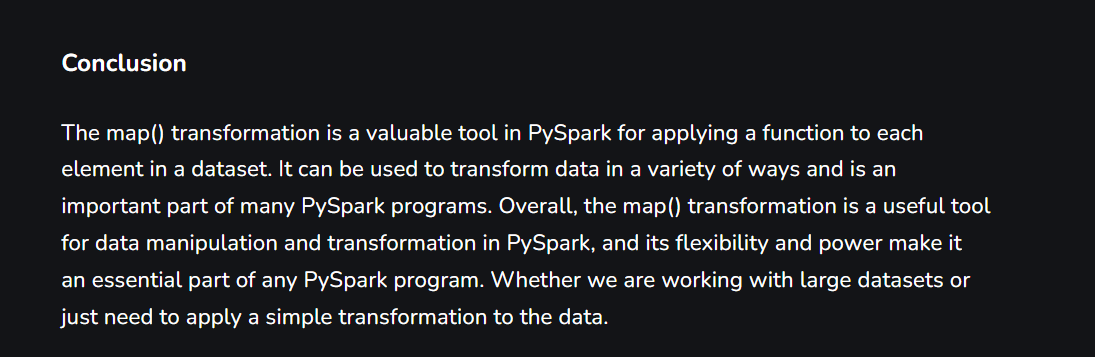 Conclusion
The map() transformation is a valuable tool in PySpark for applying a function to each
element in a dataset. It can be used to transform data in a variety of ways and is an
important part of many PySpark programs. Overall, the map() transformation is a useful tool
for data manipulation and transformation in PySpark, and its flexibility and power make it
an essential part of any PySpark program. Whether we are working with large datasets or
just need to apply a simple transformation to the data.